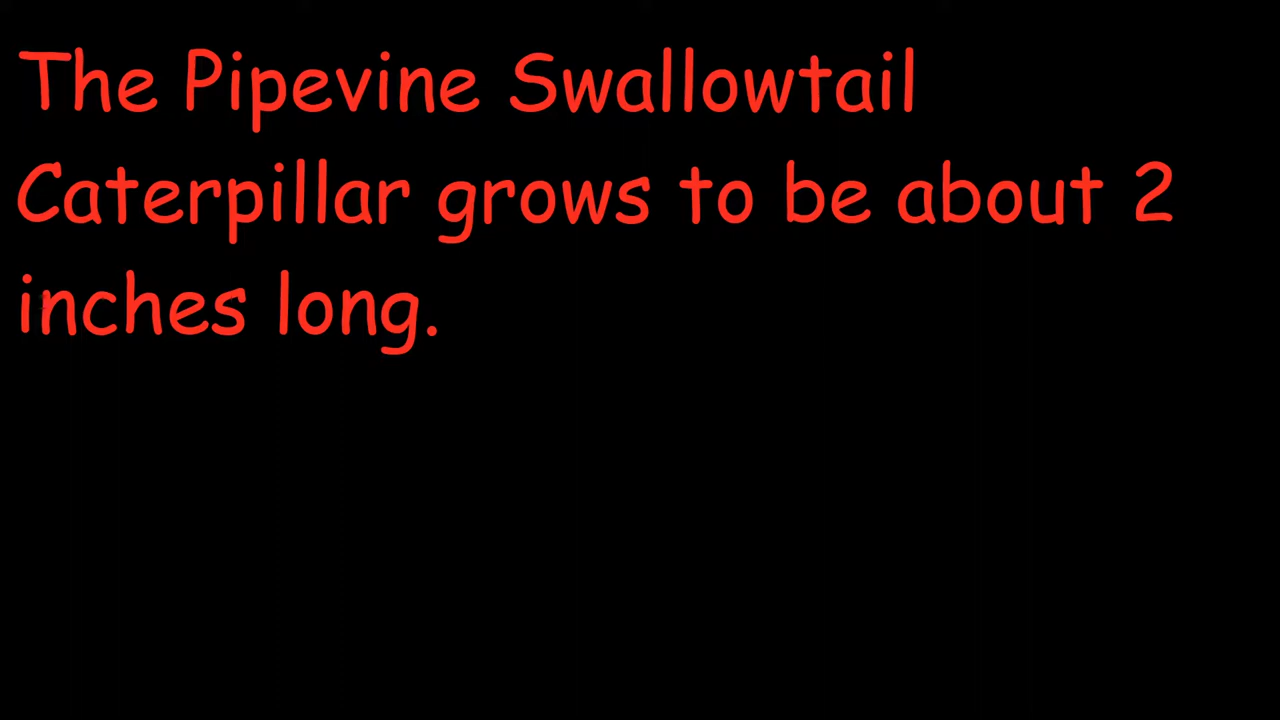 The Pipevine Swallowtail
Caterpillar grows to be about 2
inches long.